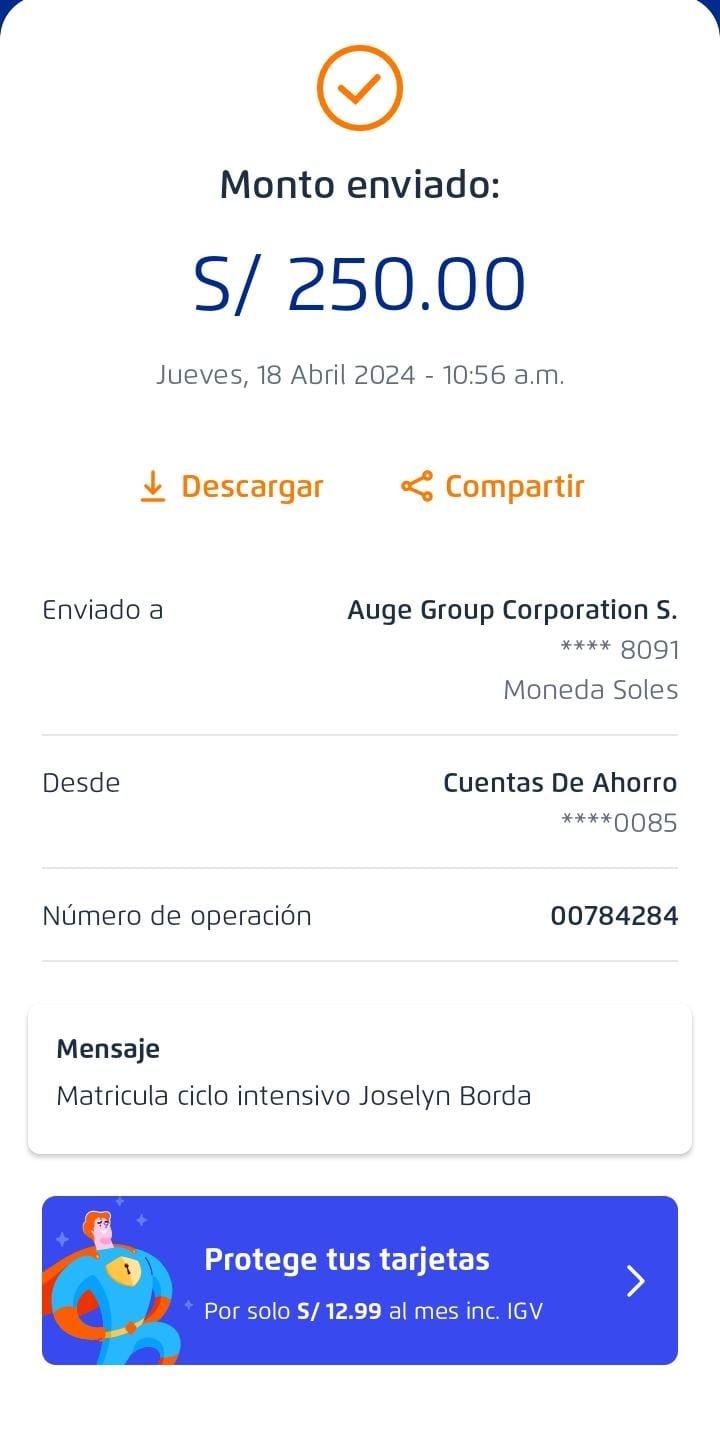 Monto enviado:
S/ 250.00
Jueves, 18 Abril 2024 - 10:56 a.m.
Descargar Compartir
Enviado a Auge Group Corporation S.
**** 8091
Moneda Soles
Desde Cuentas De Ahorro
****0085
Número de operación 00784284
Mensaje
Matricula ciclo intensivo Joselyn Borda
Protege tus tarjetas
Por solo S/ 12.99 al mes inc. IGV